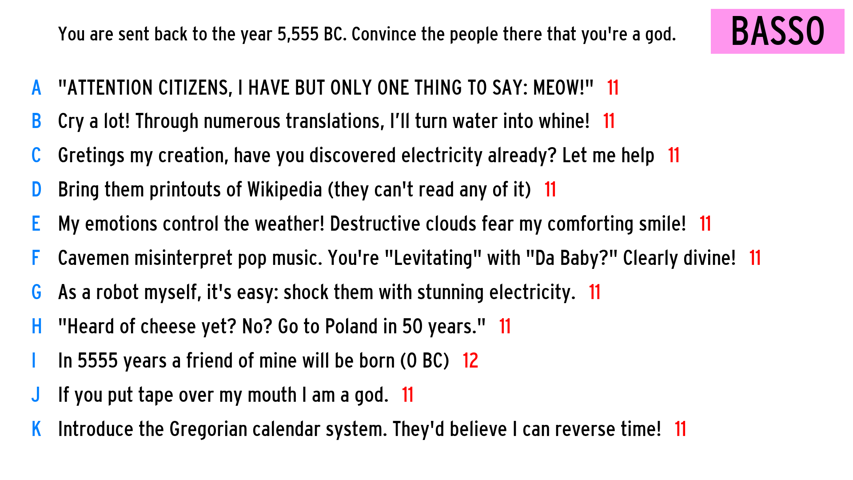 You are sent back to the year 5,555 BC. Convince the people there that you're a god.
BASSO
A "ATTENTION CITIZENS, I HAVE BUT ONLY ONE THING TO SAY: MEOW!" 11
B Cry a lot! Through numerous translations, I’ll turn water into whine! 11
C Gretings my creation, have you discovered electricity already? Let me help 11
D Bring them printouts of Wikipedia (they can't read any of it) 11
E My emotions control the weather! Destructive clouds fear my comforting smile! 11
F Cavemen misinterpret pop music. You're "Levitating" with "Da Baby?" Clearly divine! 11
G As a robot myself, it's easy: shock them with stunning electricity. 11
H "Heard of cheese yet? No? Go to Poland in 50 years." 11
I In 5555 years a friend of mine will be born (0 BC) 12
J If you put tape over my mouth I am a god. 11
K Introduce the Gregorian calendar system. They'd believe I can reverse time! 11